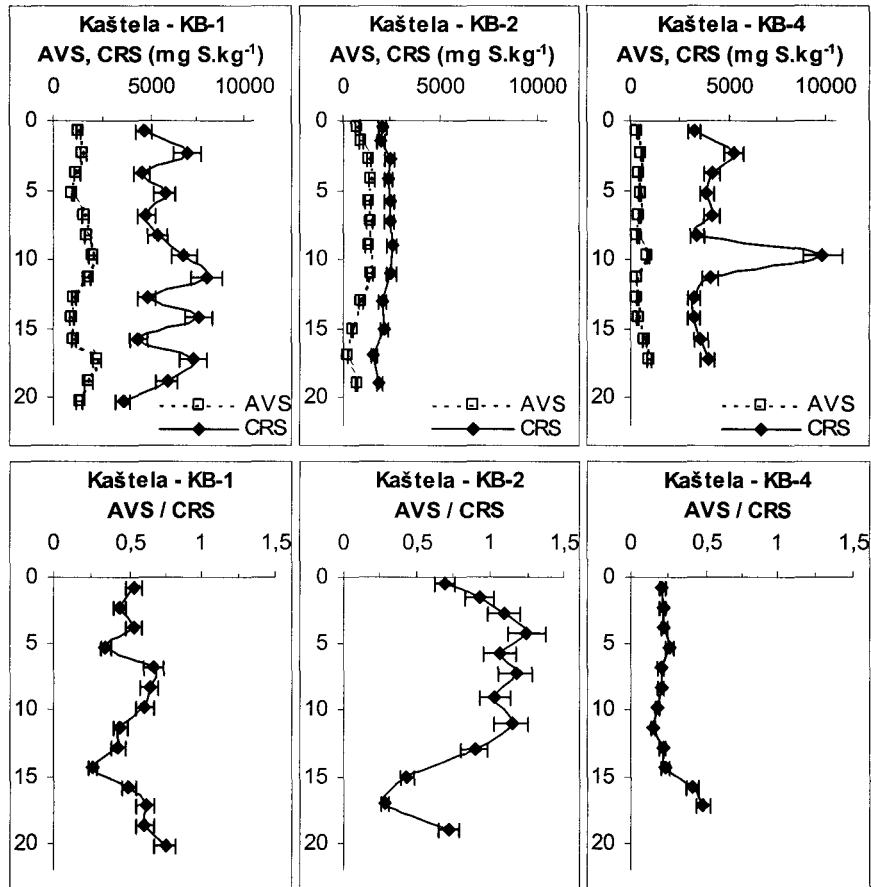 Kaštela - KB-1
AVS, CRS (mg S.kg⁻¹)
0 5000 10000
0
5
10
15
20
AVS
CRS
Kaštela - KB-2
AVS, CRS (mg S.kg⁻¹)
0 5000 10000
0
5
10
15
20
AVS
CRS
Kaštela - KB-4
AVS, CRS (mg S.kg⁻¹)
0 5000 10000
0
5
10
15
20
AVS
CRS
Kaštela - KB-1
AVS / CRS
0 0,5 1 1,5
0
5
10
15
20
Kaštela - KB-2
AVS / CRS
0 0,5 1 1,5
0
5
10
15
20
Kaštela - KB-4
AVS / CRS
0 0,5 1 1,5
0
5
10
15
20